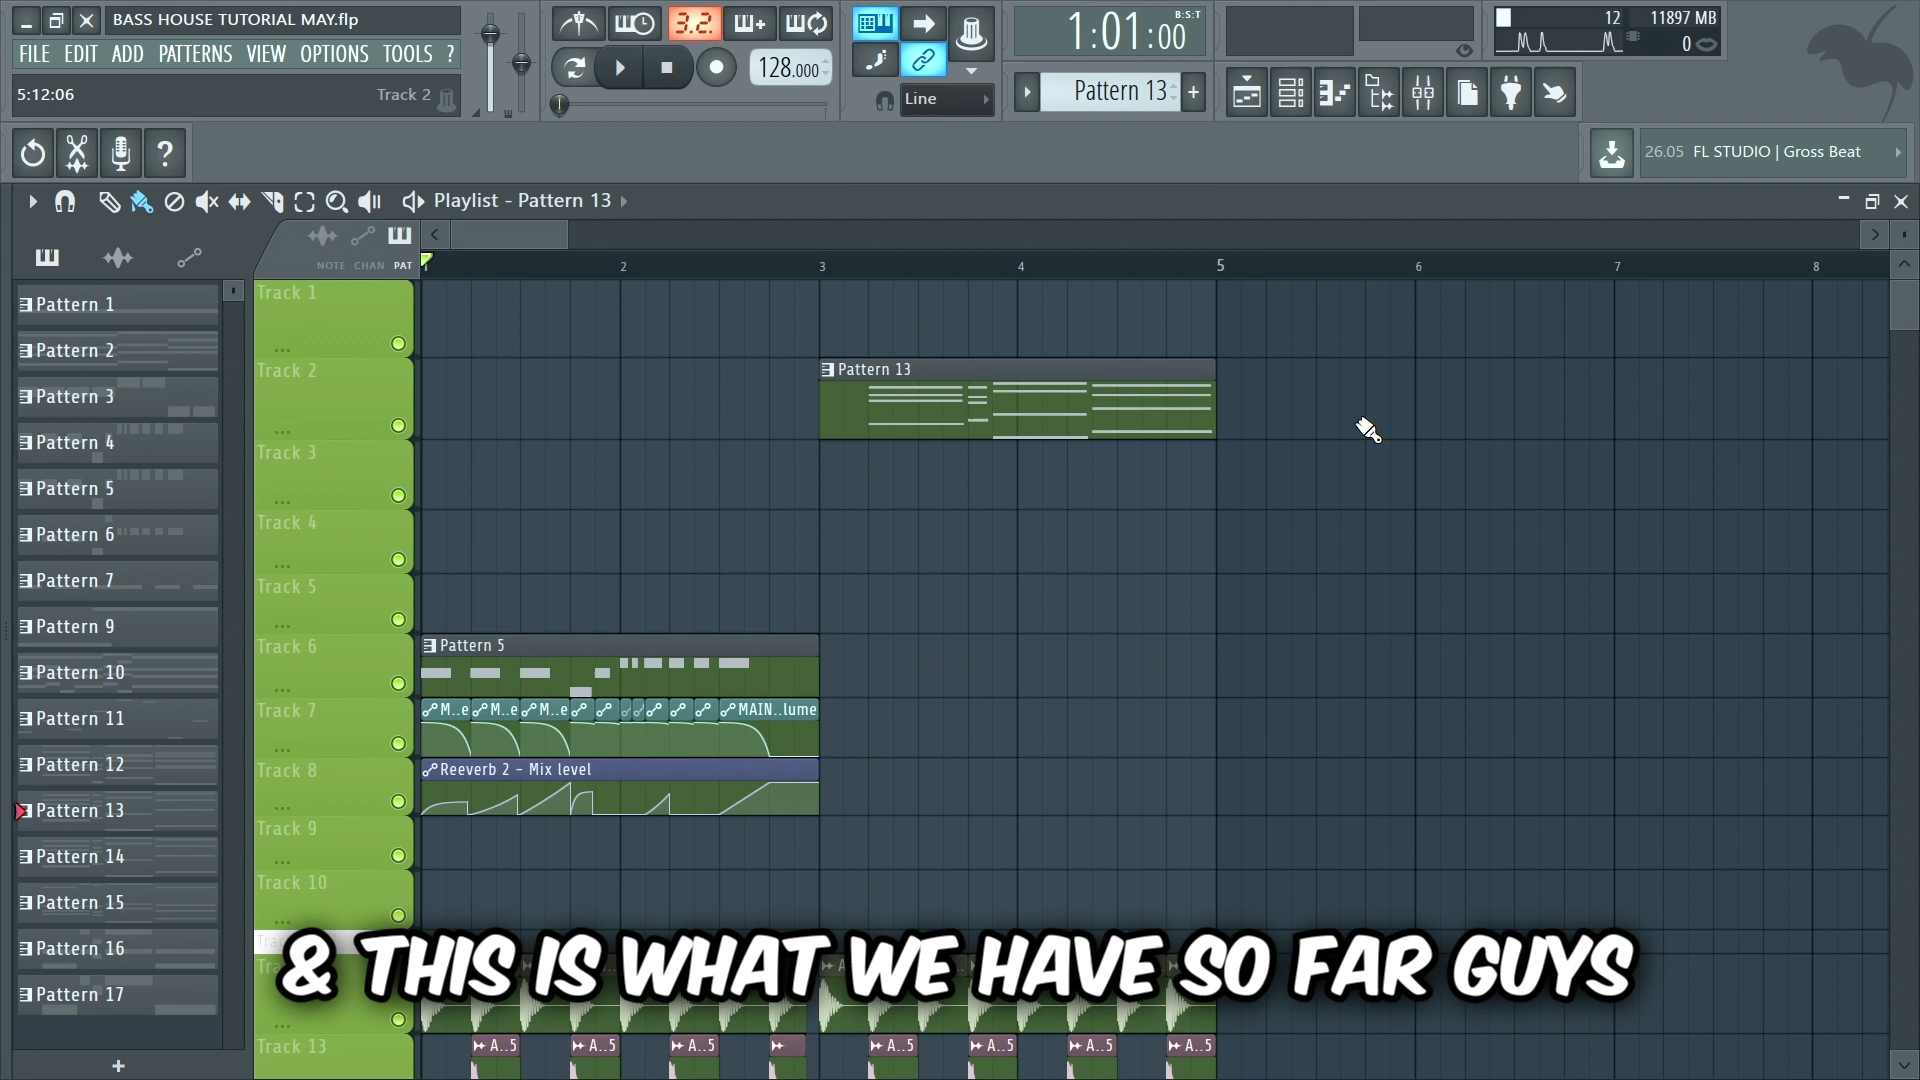 BASS HOUSE TUTORIAL MAY.flp
FILE EDIT ADD PATTERNS VIEW OPTIONS TOOLS ?
5:12:06 Track 2
3.2.
128.000
Line
1:01:00 B:S:T
Pattern 13 +
12 11897 MB
0
?
26.05 FL STUDIO | Gross Beat
Playlist - Pattern 13
NOTE CHAN PAT
1 2 3 4 5 6 7 8
Pattern 1
Pattern 2
Pattern 3
Pattern 4
Pattern 5
Pattern 6
Pattern 7
Pattern 9
Pattern 10
Pattern 11
Pattern 12
Pattern 13
Pattern 14
Pattern 15
Pattern 16
Pattern 17
+
Track 1
Track 2
Pattern 13
Track 3
Track 4
Track 5
Track 6
Pattern 5
Track 7
M..e M..e M..e MAIN..lume
Track 8
Reeverb 2 – Mix level
Track 9
Track 10
& THIS IS WHAT WE HAVE SO FAR GUYS
Track 13
A..5 A..5 A..5 A..5 A..5 A..5 A..5